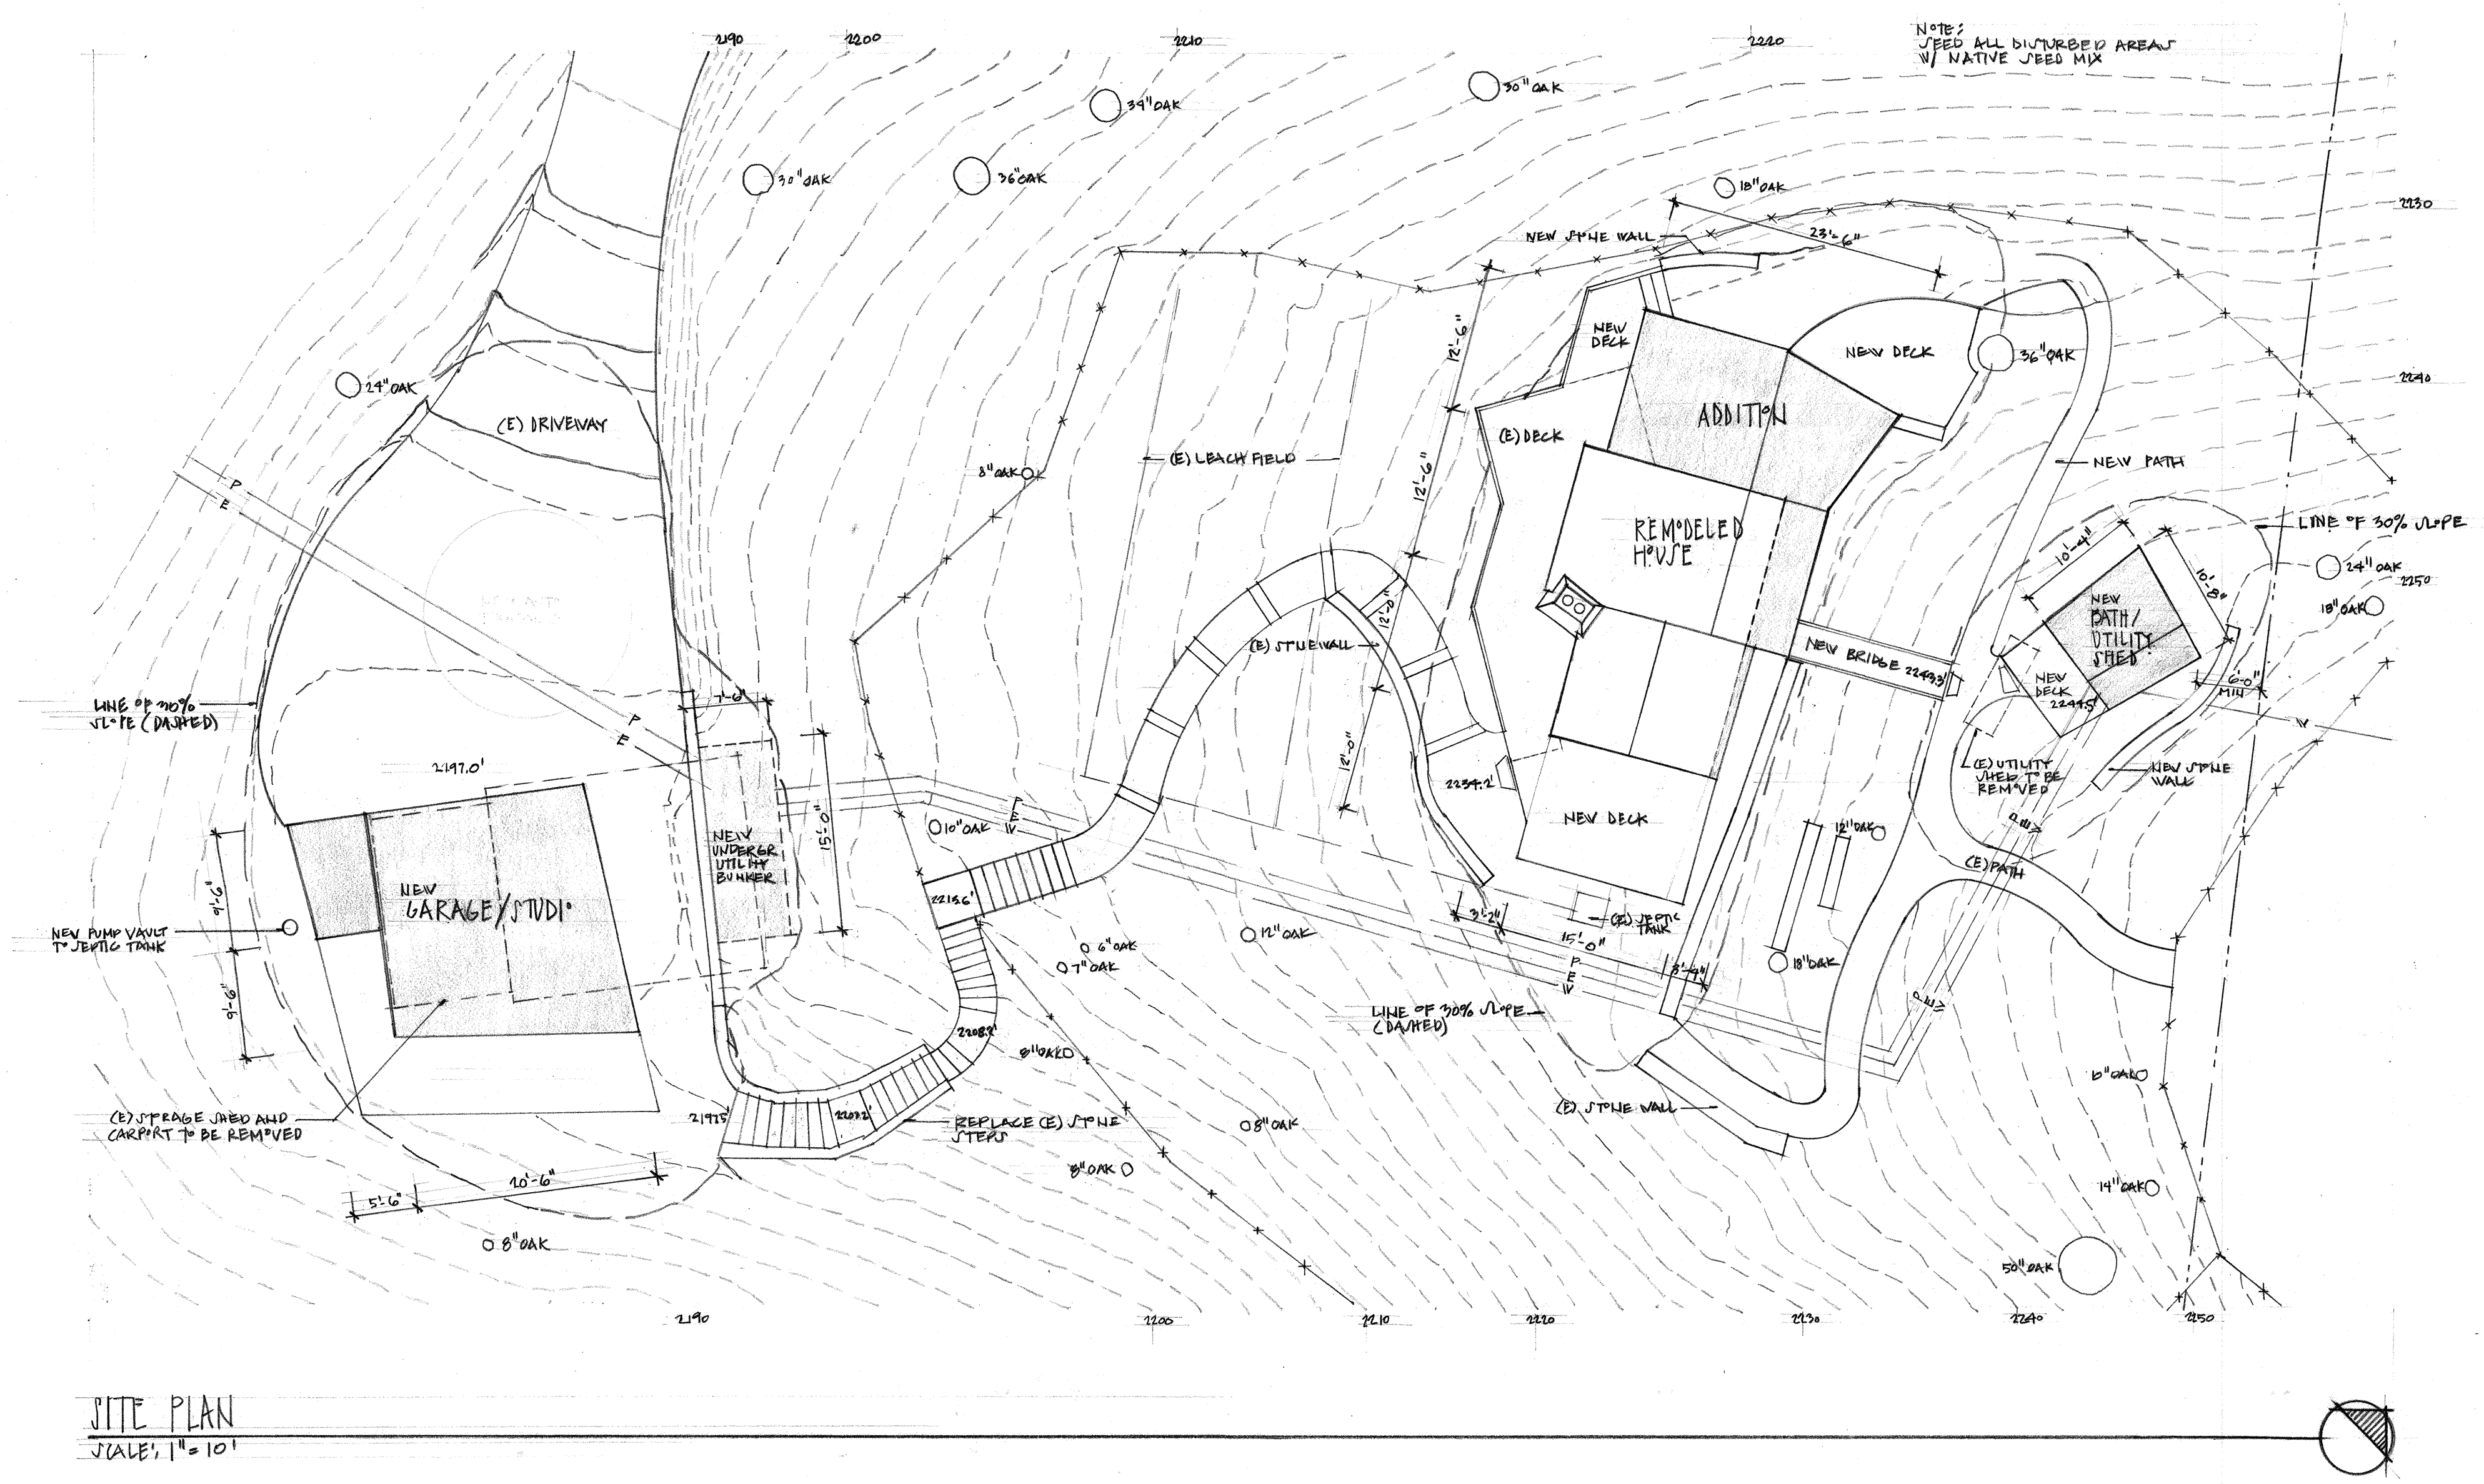 2190
2200
2210
2220
NOTE:
SEED ALL DISTURBED AREAS
W/ NATIVE SEED MIX
34" OAK
30" OAK
30" OAK
36" OAK
18" OAK
2230
NEW STONE WALL
23'-6"
12'-6"
NEW
DECK
NEW DECK
36" OAK
2240
24" OAK
(E) DRIVEWAY
ADDITION
(E) DECK
8" OAK
(E) LEACH FIELD
12'-6"
NEW PATH
P
E
REMODELED
HOUSE
LINE OF 30% SLOPE
10'-4"
10'-8"
24" OAK
2250
18" OAK
12'-0"
NEW
BATH/
UTILITY
SHED
(E) STONE WALL
NEW BRIDGE 2243.3'
NEW
DECK
2244.5'
6'-0"
MIN
W
LINE OF 30%
SLOPE (DASHED)
7'-6"
P
E
2197.0'
12'-0"
2234.2'
(E) UTILITY
SHED TO BE
REMOVED
NEW STONE
WALL
P
E
W
NEW DECK
10" OAK
15'-0"
NEW
UNDERGR.
UTILITY
BUNKER
12" OAK
P E W
(E) PATH
9'-6"
NEW
GARAGE/STUDIO
2215.6'
3'-2"
(E) SEPTIC
TANK
NEW PUMP VAULT
TO SEPTIC TANK
6" OAK
7" OAK
12" OAK
15'-0"
P
E
W
3'-4"
18" OAK
9'-6"
P E W
LINE OF 30% SLOPE
(DASHED)
8" OAK
6" OAK
(E) STORAGE SHED AND
CARPORT TO BE REMOVED
2197.5'
REPLACE (E) STONE
STEPS
8" OAK
(E) STONE WALL
8" OAK
5'-6"
20'-6"
14" OAK
8" OAK
50" OAK
2190
2200
2210
2220
2230
2240
2250
SITE PLAN
SCALE: 1" = 10'